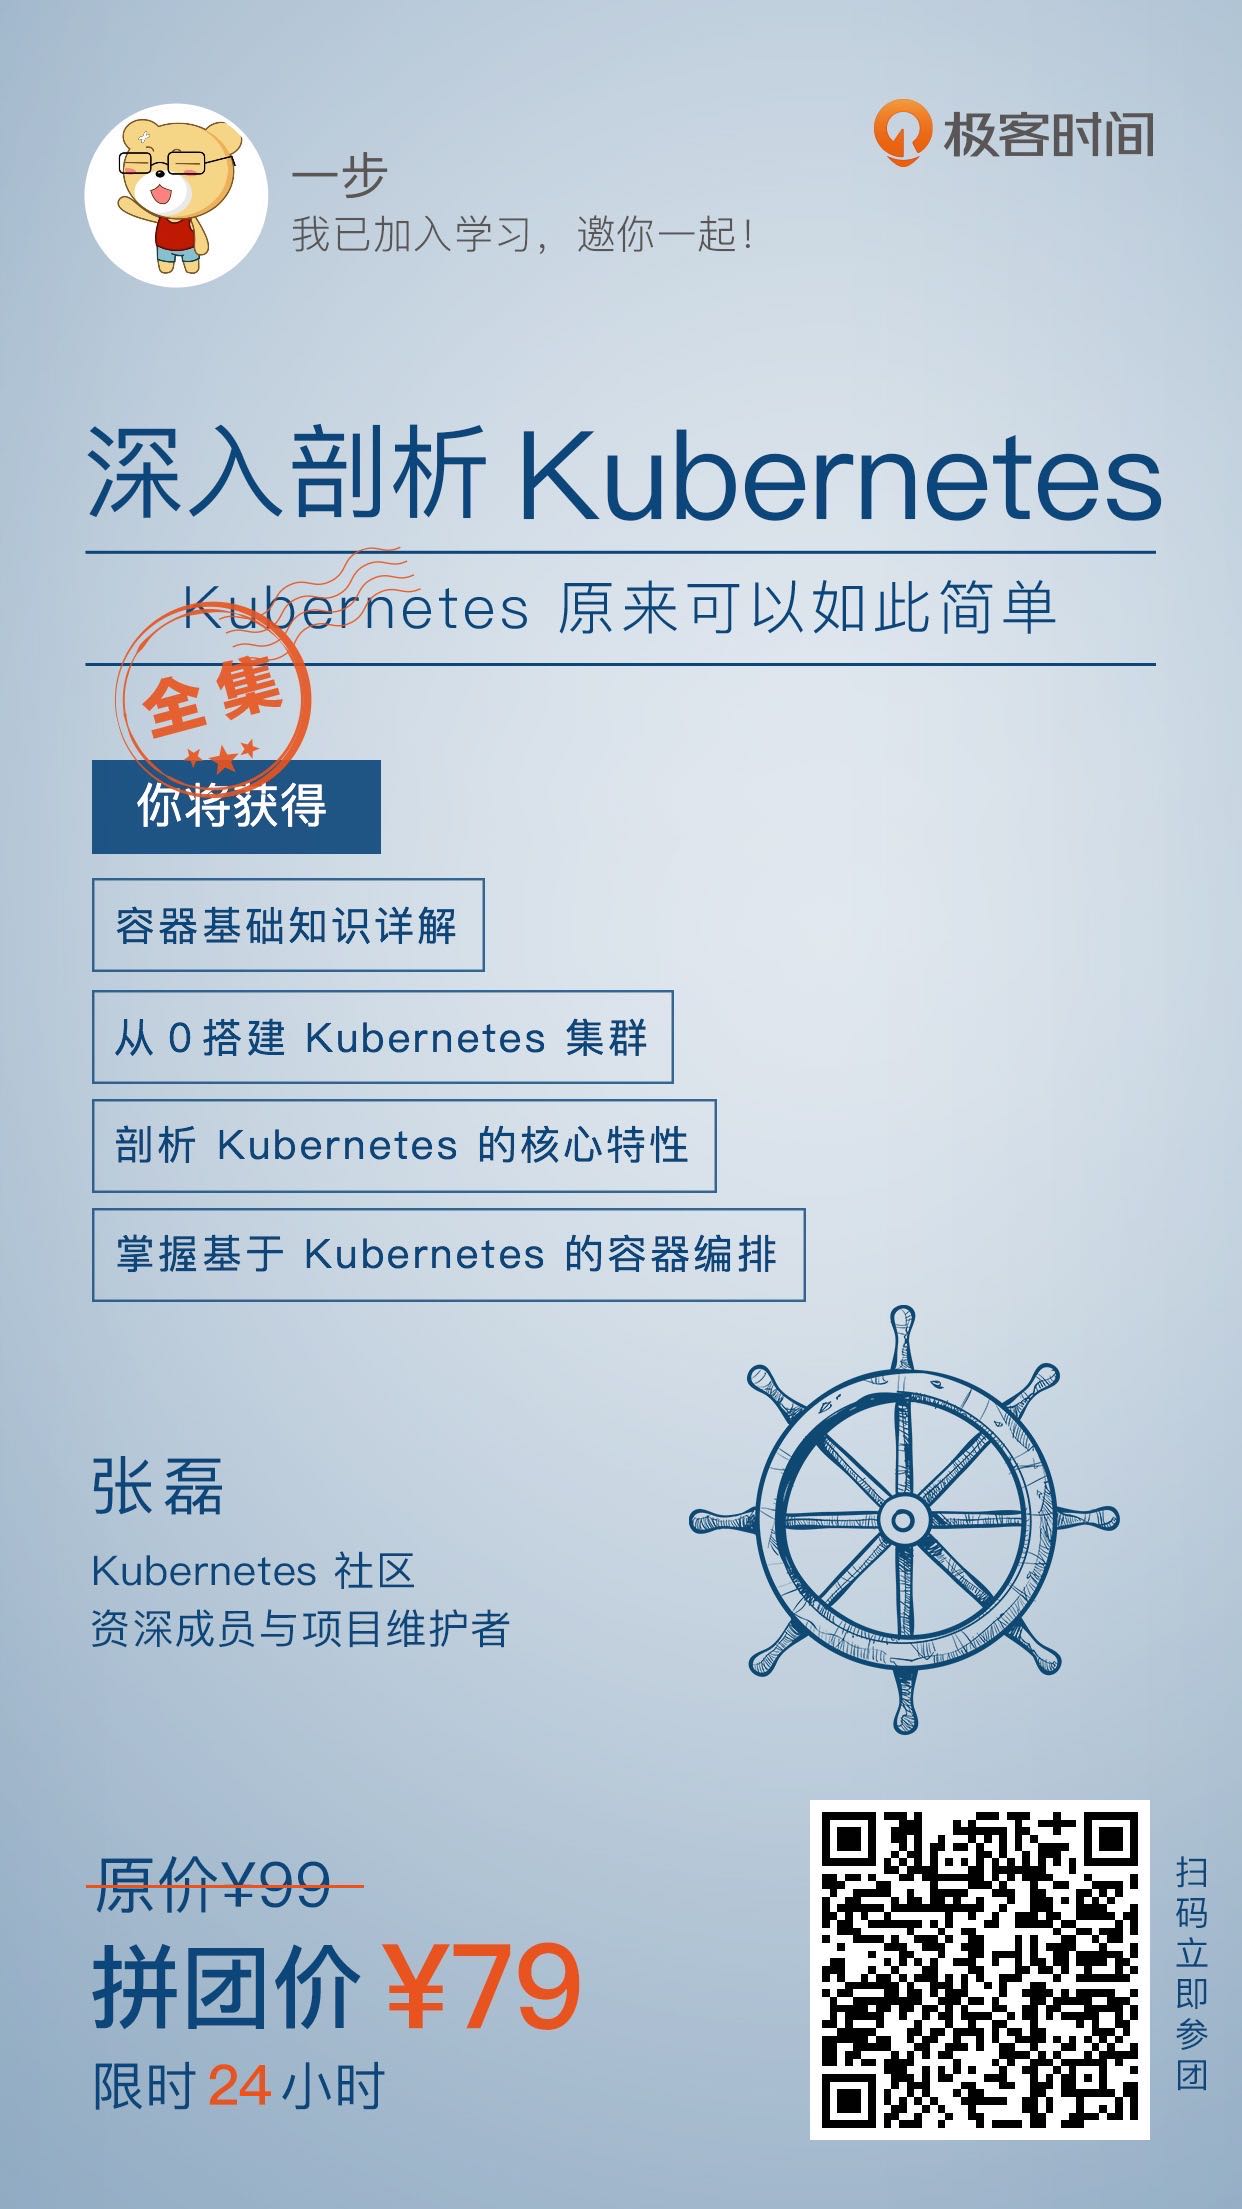 极客时间
一步
我已加入学习，邀你一起！
深入剖析 Kubernetes
Kubernetes 原来可以如此简单
全集
你将获得
容器基础知识详解
从 0 搭建 Kubernetes 集群
剖析 Kubernetes 的核心特性
掌握基于 Kubernetes 的容器编排
张磊
Kubernetes 社区
资深成员与项目维护者
原价¥99
拼团价 ¥79
限时 24 小时
扫码立即参团